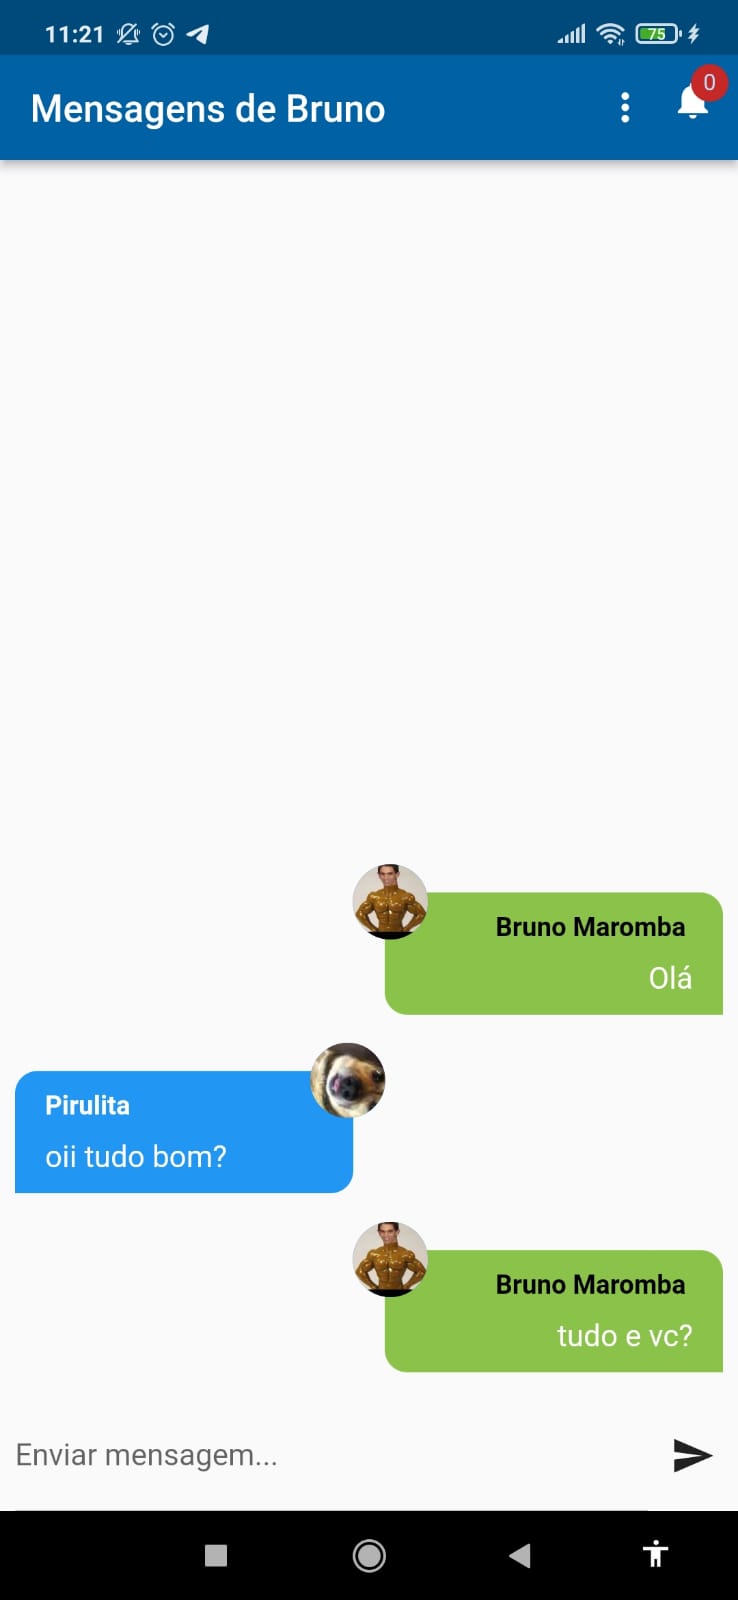 11:21
75
Mensagens de Bruno
0
Bruno Maromba
Olá
Pirulita
oii tudo bom?
Bruno Maromba
tudo e vc?
Enviar mensagem...